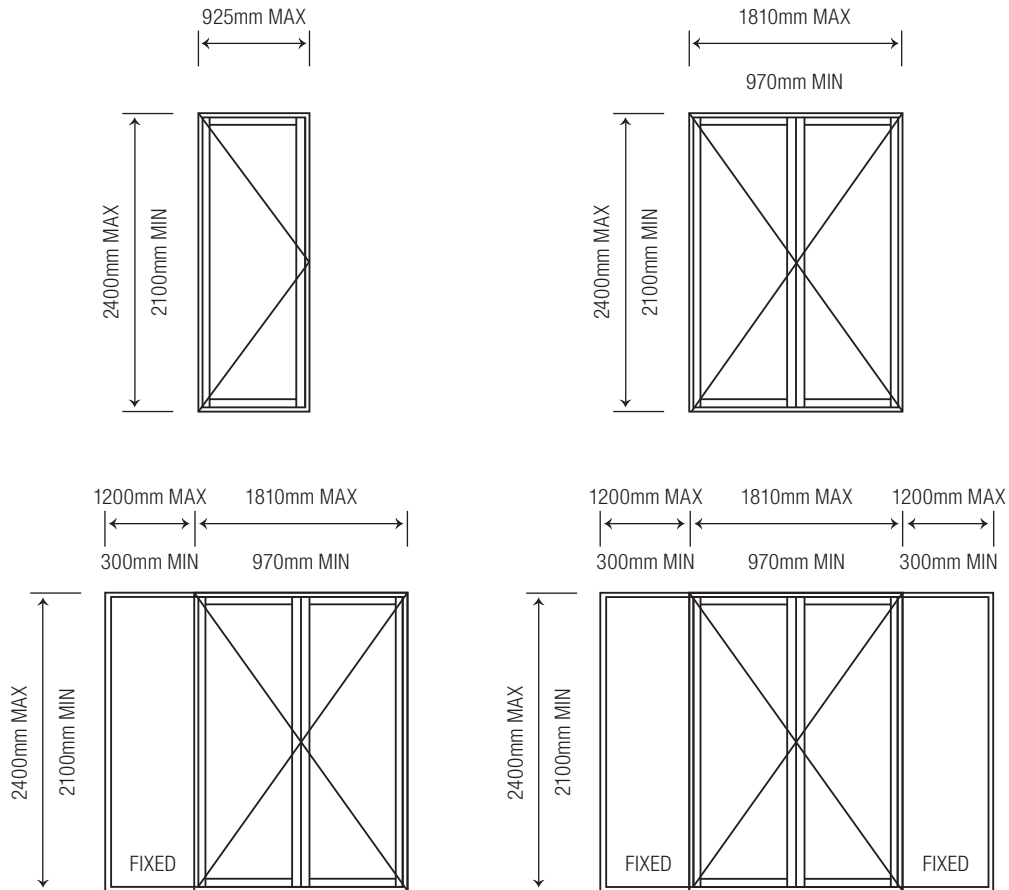 925mm MAX
2400mm MAX
2100mm MIN
1810mm MAX
970mm MIN
2400mm MAX
2100mm MIN
1200mm MAX 1810mm MAX
300mm MIN 970mm MIN
2400mm MAX
2100mm MIN
FIXED
1200mm MAX 1810mm MAX 1200mm MAX
300mm MIN 970mm MIN 300mm MIN
2400mm MAX
2100mm MIN
FIXED FIXED